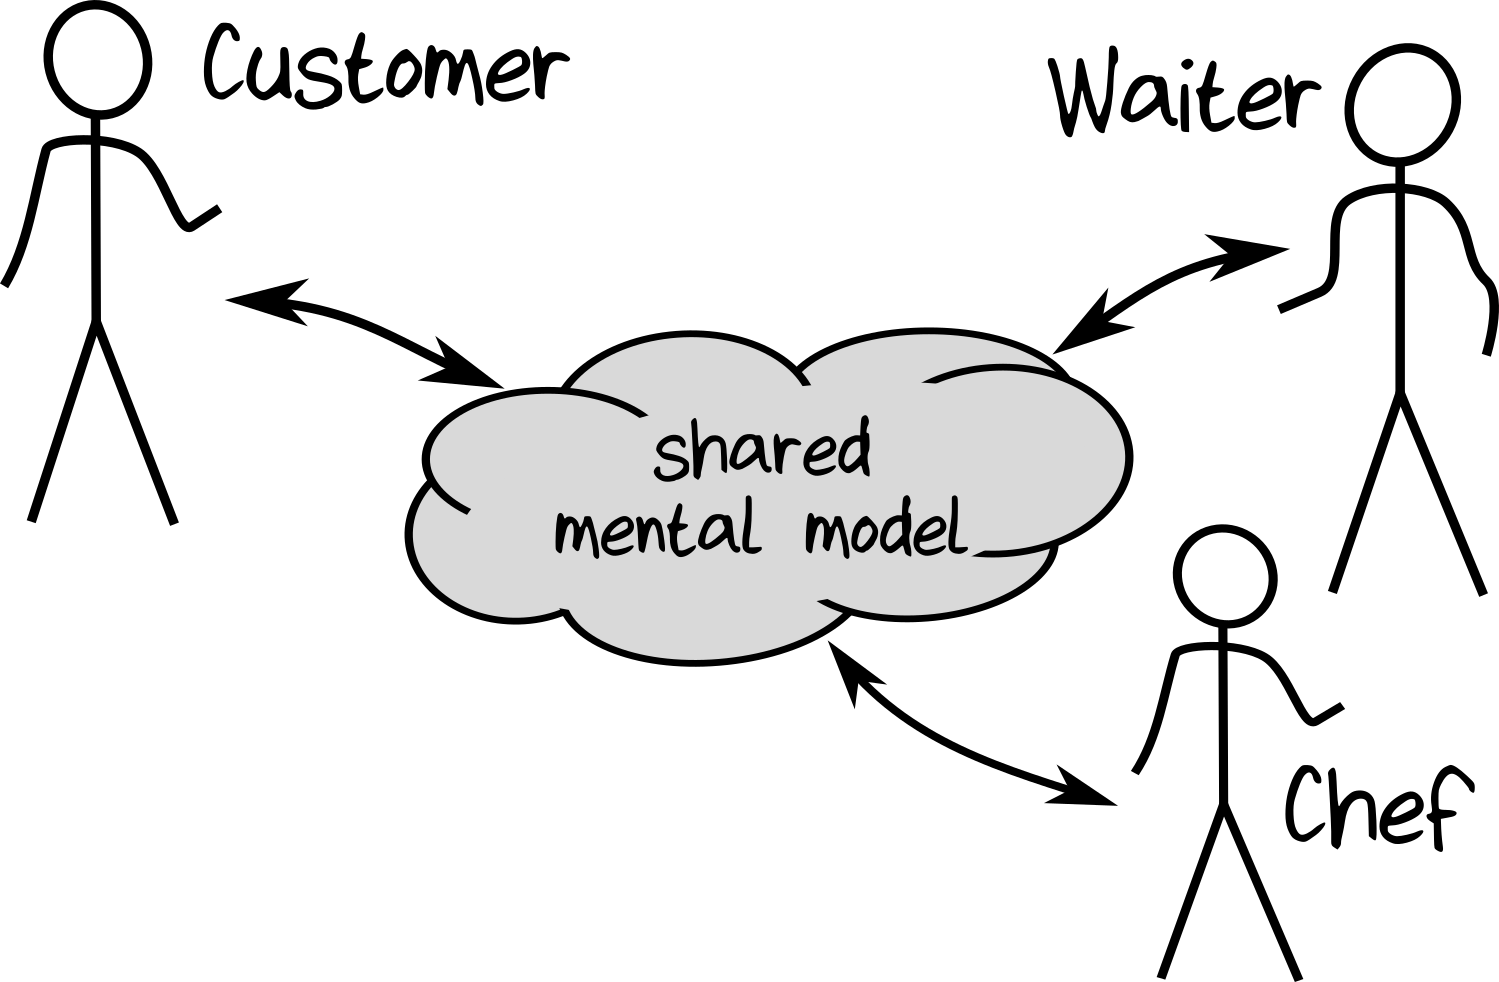 Customer
Waiter
shared
mental model
Chef